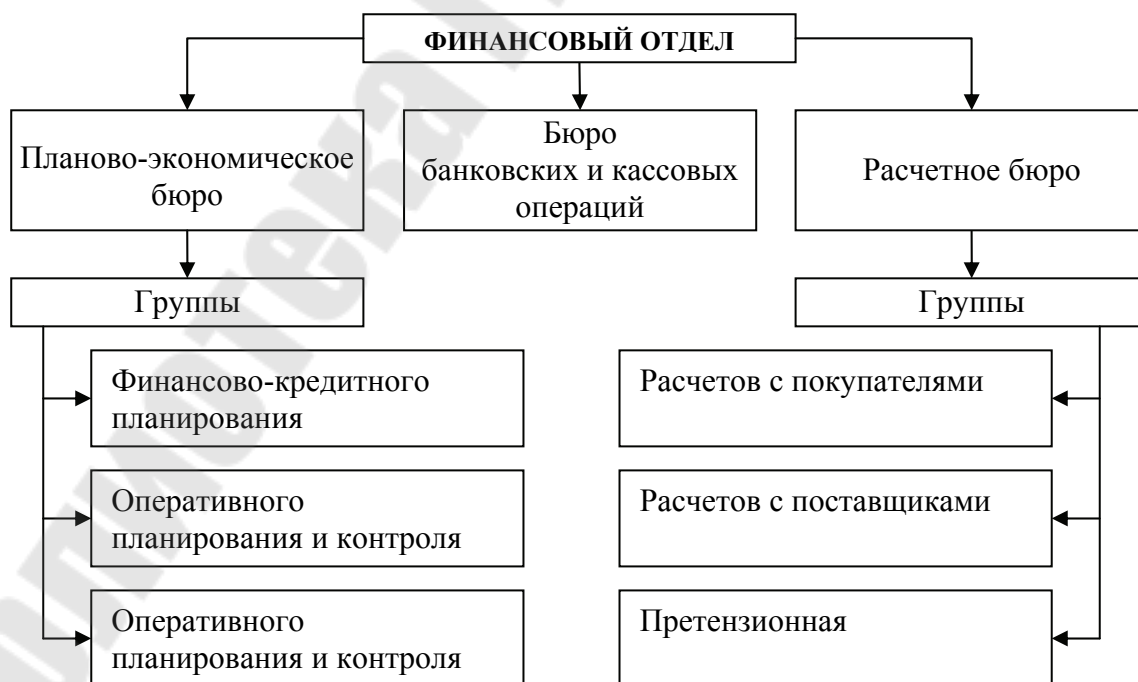 ФИНАНСОВЫЙ ОТДЕЛ
Планово-экономическое
бюро
Бюро
банковских и кассовых
операций
Расчетное бюро
Группы
Финансово-кредитного
планирования
Оперативного
планирования и контроля
Оперативного
планирования и контроля
Группы
Расчетов с покупателями
Расчетов с поставщиками
Претензионная